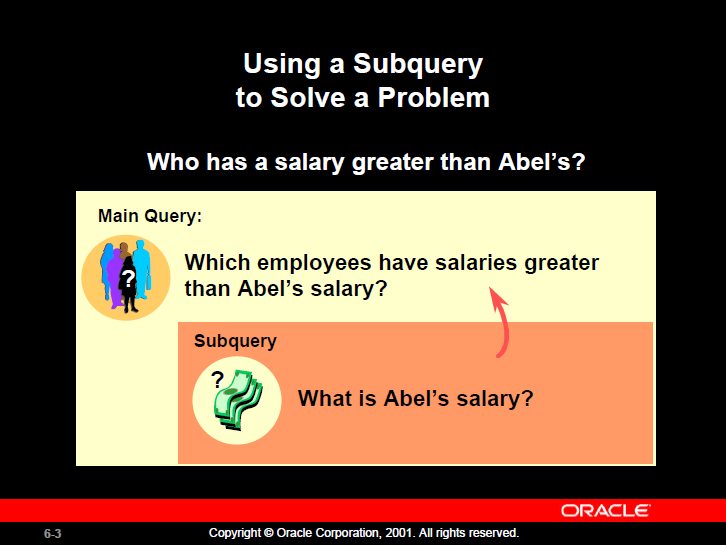 Using a Subquery
to Solve a Problem
Who has a salary greater than Abel’s?
Main Query:
?
Which employees have salaries greater
than Abel’s salary?
Subquery
?
What is Abel’s salary?
ORACLE®
6-3
Copyright © Oracle Corporation, 2001. All rights reserved.